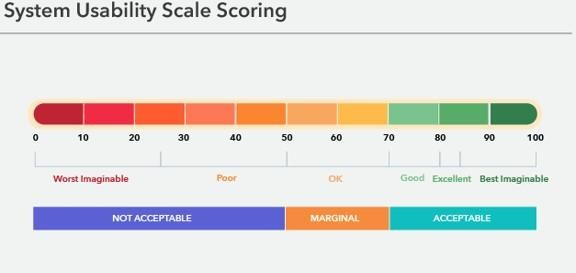 System Usability Scale Scoring
0 10 20 30 40 50 60 70 80 90 100
Worst Imaginable Poor OK Good Excellent Best Imaginable
NOT ACCEPTABLE MARGINAL ACCEPTABLE